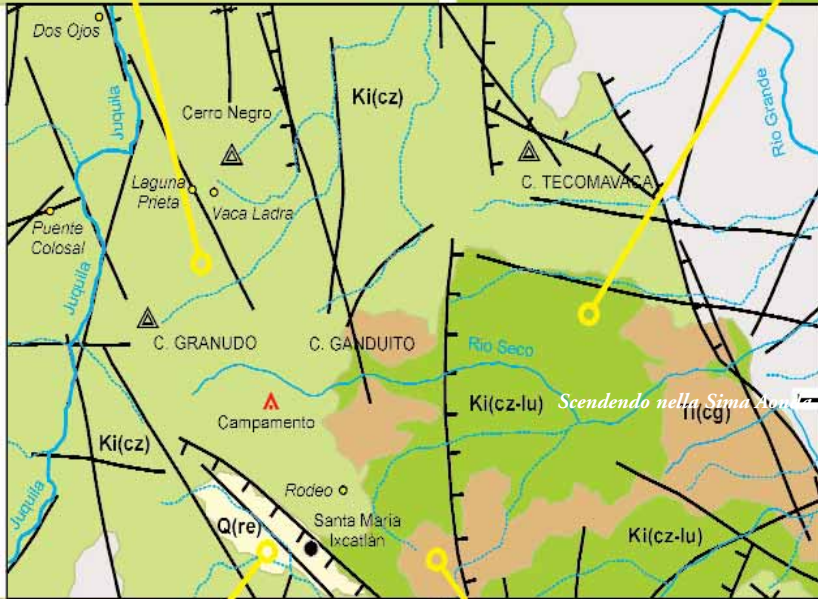 Dos Ojos
Juquila
Cerro Negro
Ki(cz)
Rio Grande
Laguna
Prieta
Vaca Ladra
C. TECOMAVACA
Puente
Colosal
Juquila
C. GRANUDO
C. GANDUITO
Rio Seco
Campamento
Ki(cz-lu)
Scendendo nella Sima
Ti(cg)
Ki(cz)
Juquila
Rodeo
Q(re)
Santa María
Ixcatlán
Ki(cz-lu)